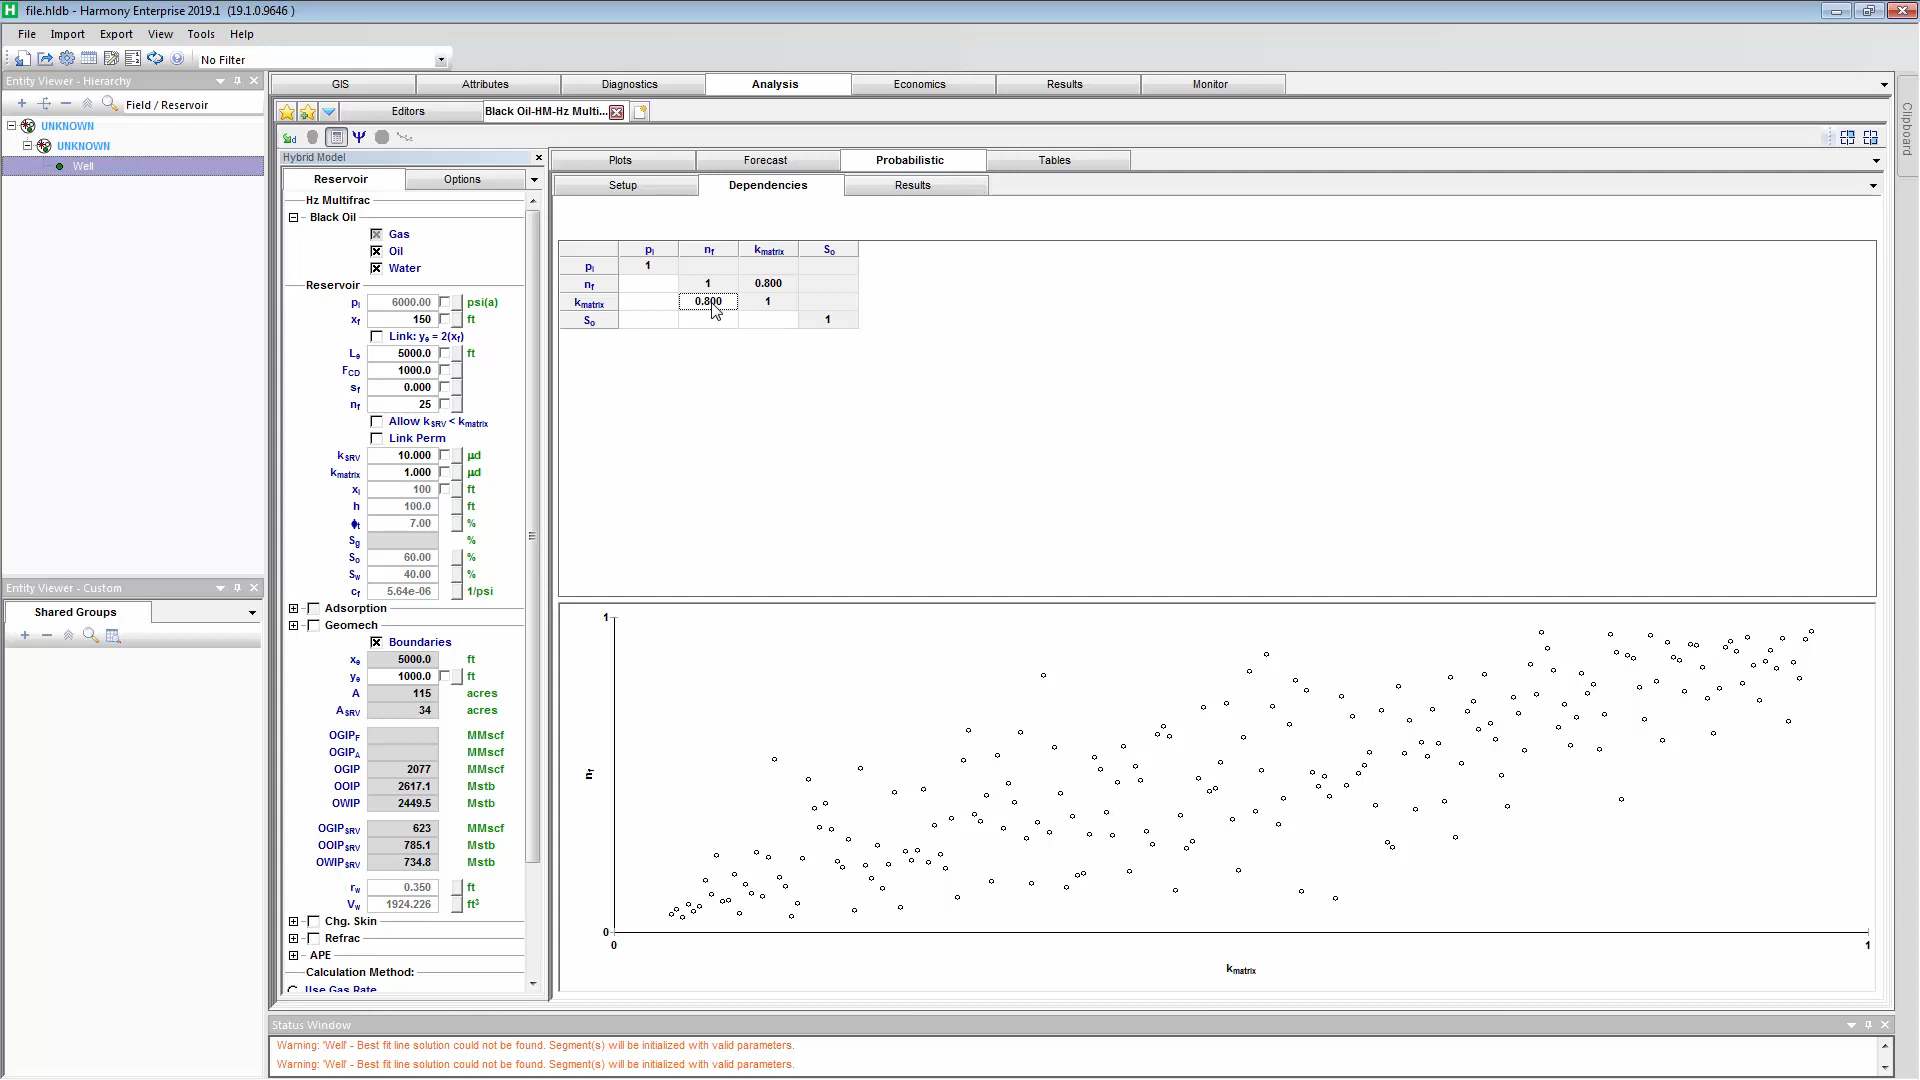 file.hldb - Harmony Enterprise 2019.1 (19.1.0.9646 )
File Import Export View Tools Help
No Filter
Entity Viewer - Hierarchy
Field / Reservoir
UNKNOWN
UNKNOWN
Well
Entity Viewer - Custom
Shared Groups
GIS Attributes Diagnostics Analysis Economics Results Monitor
Editors Black Oil-HM-Hz Multi...
Clipboard
Hybrid Model
Reservoir Options
Hz Multifrac
Black Oil
Gas
Oil
Water
Reservoir
pi 6000.00 psi(a)
xf 150 ft
Link: ye = 2(xf)
Le 5000.0 ft
FCD 1000.0
sf 0.000
nf 25
Allow kSRV < kmatrix
Link Perm
kSRV 10.000 µd
kmatrix 1.000 µd
xI 100 ft
h 100.0 ft
ϕt 7.00 %
Sg %
So 60.00 %
Sw 40.00 %
cf 5.64e-06 1/psi
Adsorption
Geomech
Boundaries
xe 5000.0 ft
ye 1000.0 ft
A 115 acres
ASRV 34 acres
OGIPF MMscf
OGIPA MMscf
OGIP 2077 MMscf
OOIP 2617.1 Mstb
OWIP 2449.5 Mstb
OGIPSRV 623 MMscf
OOIPSRV 785.1 Mstb
OWIPSRV 734.8 Mstb
rw 0.350 ft
Vw 1924.226 ft³
Chg. Skin
Refrac
APE
Calculation Method:
Use Gas Rate
Plots Forecast Probabilistic Tables
Setup Dependencies Results
pi nf kmatrix So
pi 1
nf 1 0.800
kmatrix 0.800 1
So 1
1
nf
0
0 1
kmatrix
Status Window
Warning: 'Well' - Best fit line solution could not be found. Segment(s) will be initialized with valid parameters.
Warning: 'Well' - Best fit line solution could not be found. Segment(s) will be initialized with valid parameters.